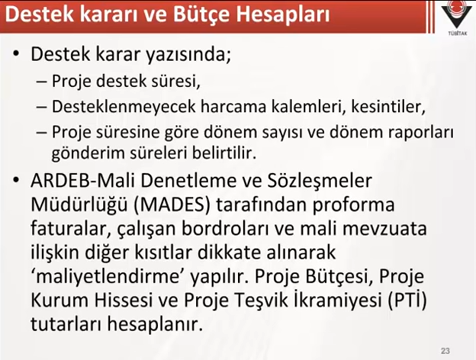 Destek kararı ve Bütçe Hesapları
TÜBİTAK
• Destek karar yazısında;
– Proje destek süresi,
– Desteklenmeyecek harcama kalemleri, kesintiler,
– Proje süresine göre dönem sayısı ve dönem raporları
gönderim süreleri belirtilir.
• ARDEB-Mali Denetleme ve Sözleşmeler
Müdürlüğü (MADES) tarafından proforma
faturalar, çalışan bordroları ve mali mevzuata
ilişkin diğer kısıtlar dikkate alınarak
‘maliyetlendirme’ yapılır. Proje Bütçesi, Proje
Kurum Hissesi ve Proje Teşvik İkramiyesi (PTİ)
tutarları hesaplanır.
23